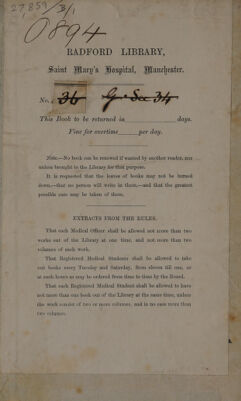 27,859/B/1
0894
RADFORD LIBRARY,
Saint Mary's Hospital, Manchester.
No. 36 G. Sec 34
This Book to be returned in days.
Fine for overtime per day.
Note.—No book can be renewed if wanted by another reader, nor
unless brought to the Library for this purpose.
It is requested that the leaves of books may not be turned
down,—that no person will write in them,—and that the greatest
possible care may be taken of them.
EXTRACTS FROM THE RULES.
That each Medical Officer shall be allowed not more than two
works out of the Library at one time, and not more than two
volumes of each work.
That Registered Medical Students shall be allowed to take
out books every Tuesday and Saturday, from eleven till one, or
at such hours as may be ordered from time to time by the Board.
That each Registered Medical Student shall be allowed to have
not more than one book out of the Library at the same time, unless
the work consist of two or more volumes, and in no case more than
two volumes.